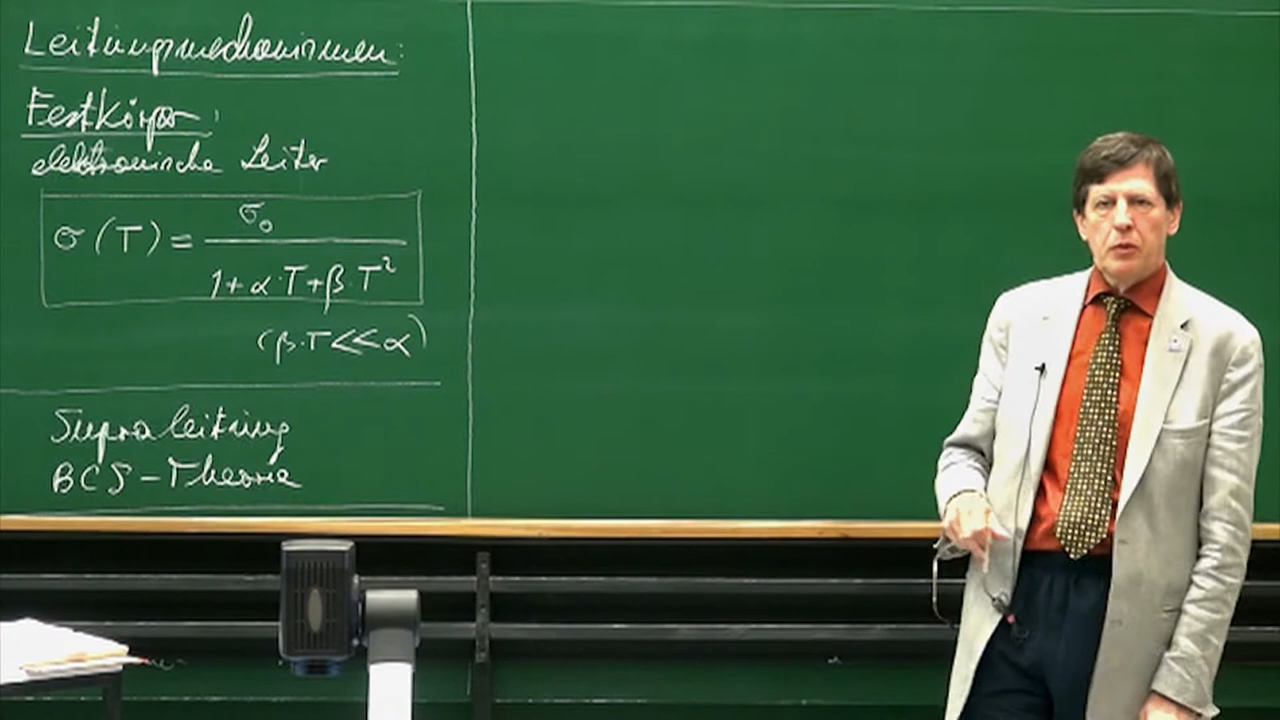 Leitungsmechanismen:
Festkörper:
elektronische Leiter
σ(T) = σ₀ / (1+α·T+β·T²)
(β·T<<α)
Supraleitung
BCS-Theorie